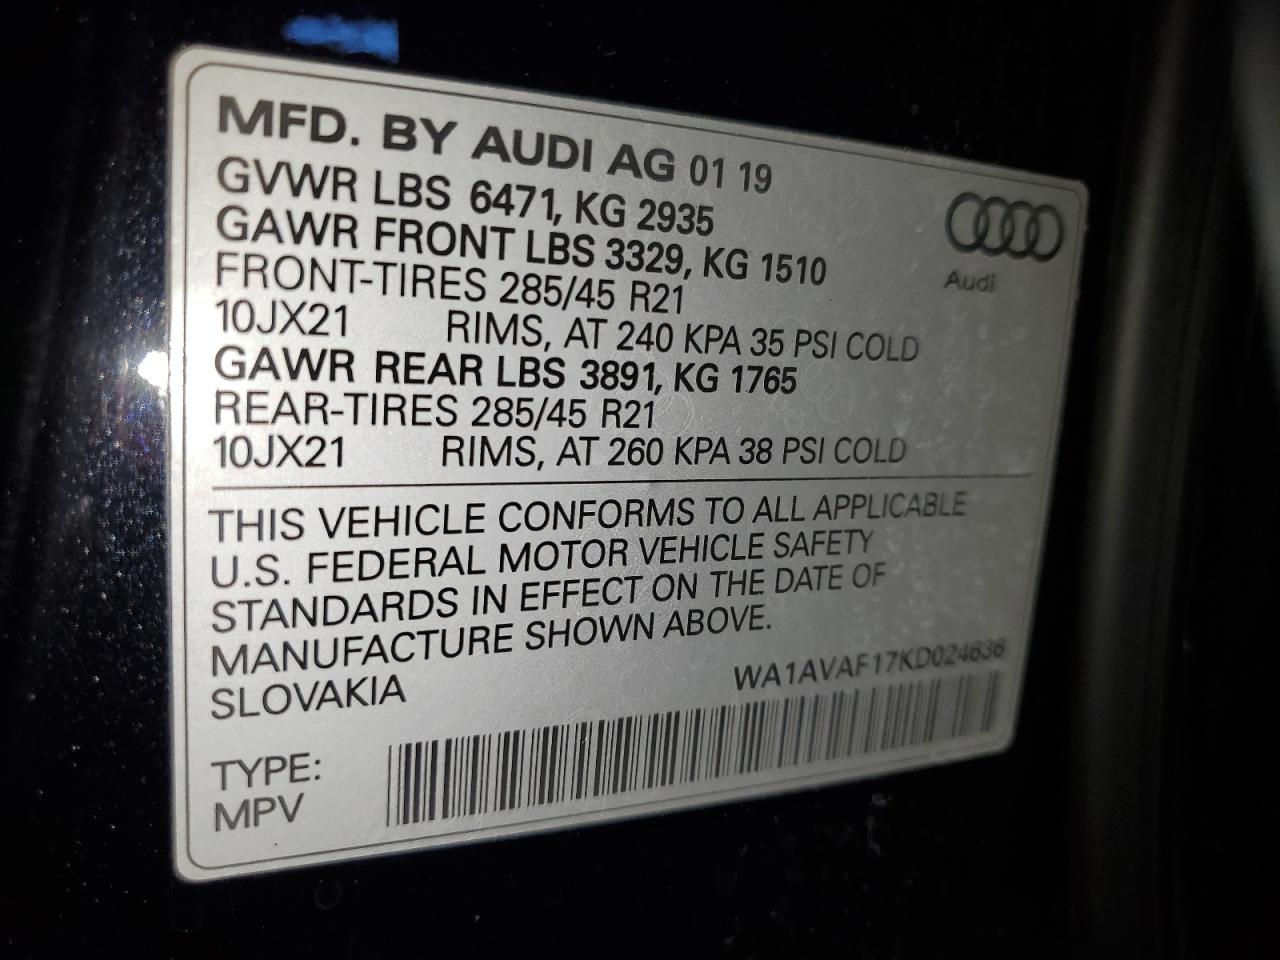 MFD. BY AUDI AG 01 19
GVWR LBS 6471, KG 2935
GAWR FRONT LBS 3329, KG 1510
FRONT-TIRES 285/45 R21
10JX21 RIMS, AT 240 KPA 35 PSI COLD
GAWR REAR LBS 3891, KG 1765
REAR-TIRES 285/45 R21
10JX21 RIMS, AT 260 KPA 38 PSI COLD
Audi
THIS VEHICLE CONFORMS TO ALL APPLICABLE
U.S. FEDERAL MOTOR VEHICLE SAFETY
STANDARDS IN EFFECT ON THE DATE OF
MANUFACTURE SHOWN ABOVE.
SLOVAKIA
WA1AVAF17KD024636
TYPE:
MPV